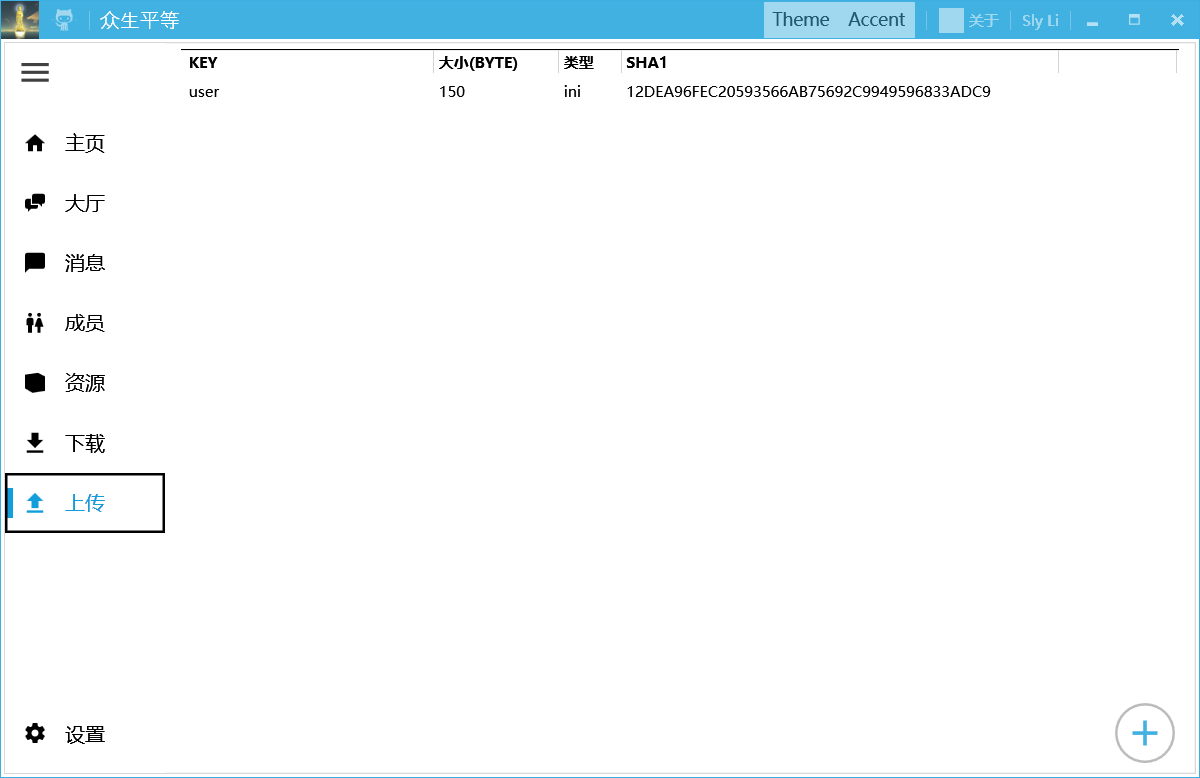 众生平等 Theme Accent 关于 Sly Li
KEY 大小(BYTE) 类型 SHA1
user 150 ini 12DEA96FEC20593566AB75692C9949596833ADC9
主页
大厅
消息
成员
资源
下载
上传
设置